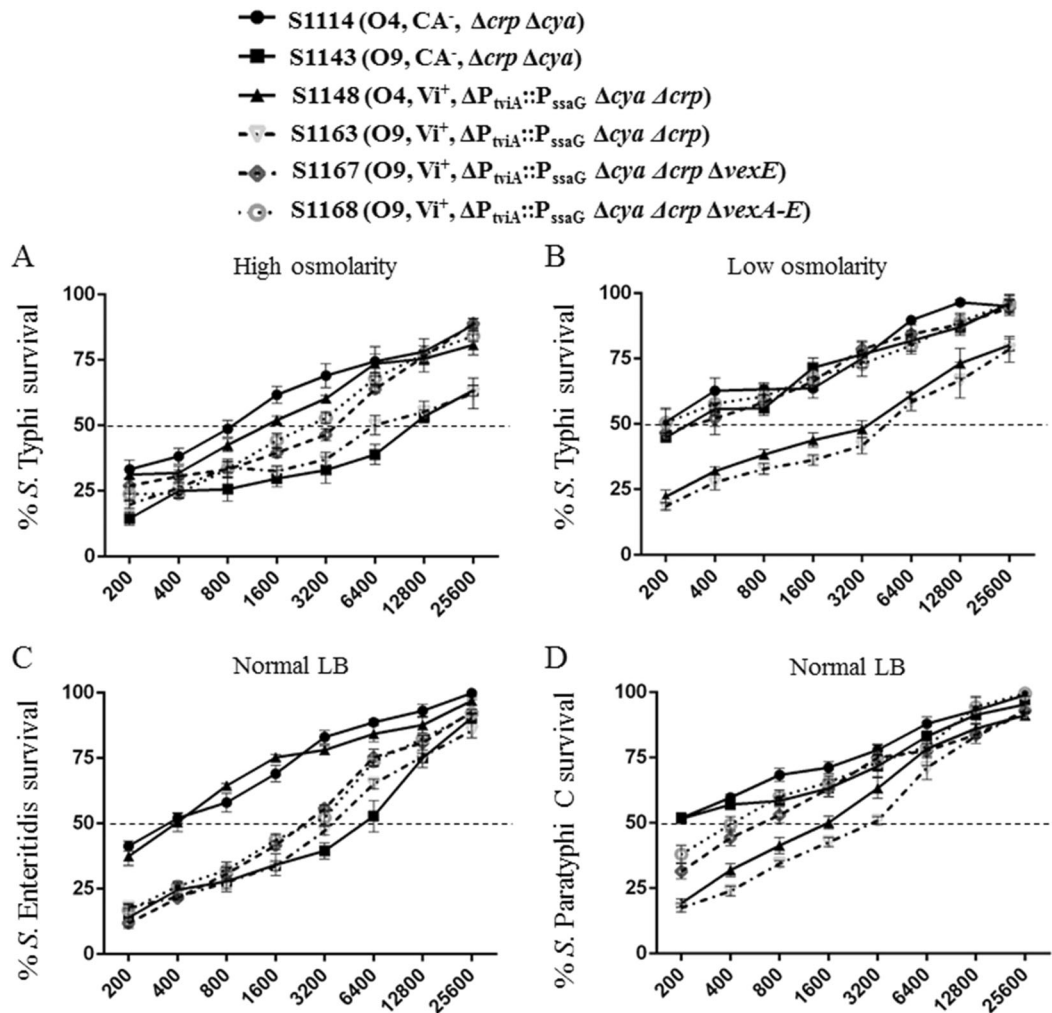 S1114 (O4, CA⁻, Δcrp Δcya)
S1143 (O9, CA⁻, Δcrp Δcya)
S1148 (O4, Vi⁺, ΔPtviA::PssaG Δcya Δcrp)
S1163 (O9, Vi⁺, ΔPtviA::PssaG Δcya Δcrp)
S1167 (O9, Vi⁺, ΔPtviA::PssaG Δcya Δcrp ΔvexE)
S1168 (O9, Vi⁺, ΔPtviA::PssaG Δcya Δcrp ΔvexA-E)
A
High osmolarity
% S. Typhi survival
100
75
50
25
0
200 400 800 1600 3200 6400 12800 25600
B
Low osmolarity
% S. Typhi survival
100
75
50
25
0
200 400 800 1600 3200 6400 12800 25600
C
Normal LB
% S. Enteritidis survival
100
75
50
25
0
200 400 800 1600 3200 6400 12800 25600
D
Normal LB
% S. Paratyphi C survival
100
75
50
25
0
200 400 800 1600 3200 6400 12800 25600